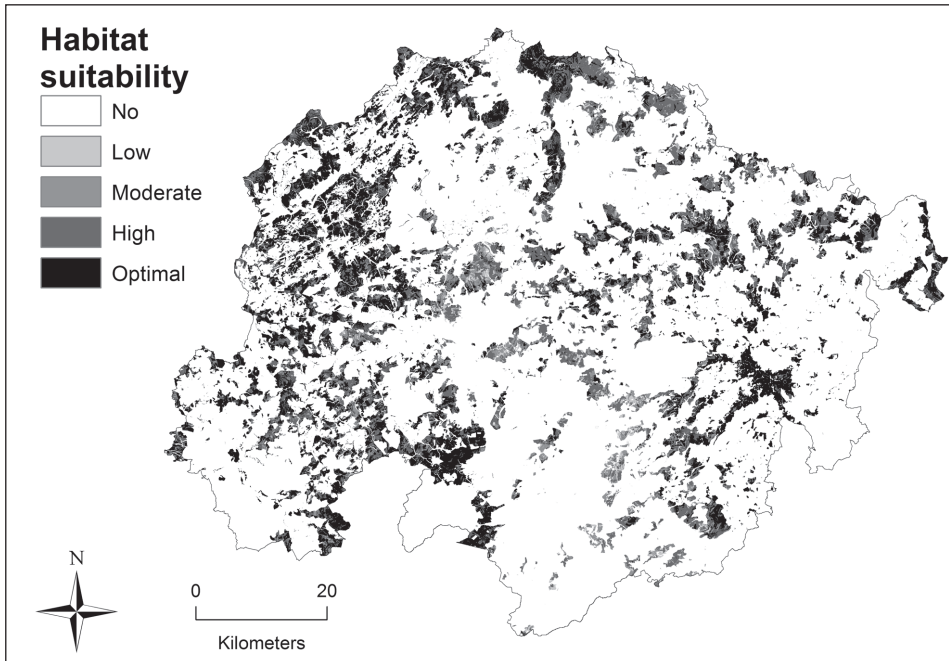 Habitat
suitability
No
Low
Moderate
High
Optimal
N
0 20
Kilometers